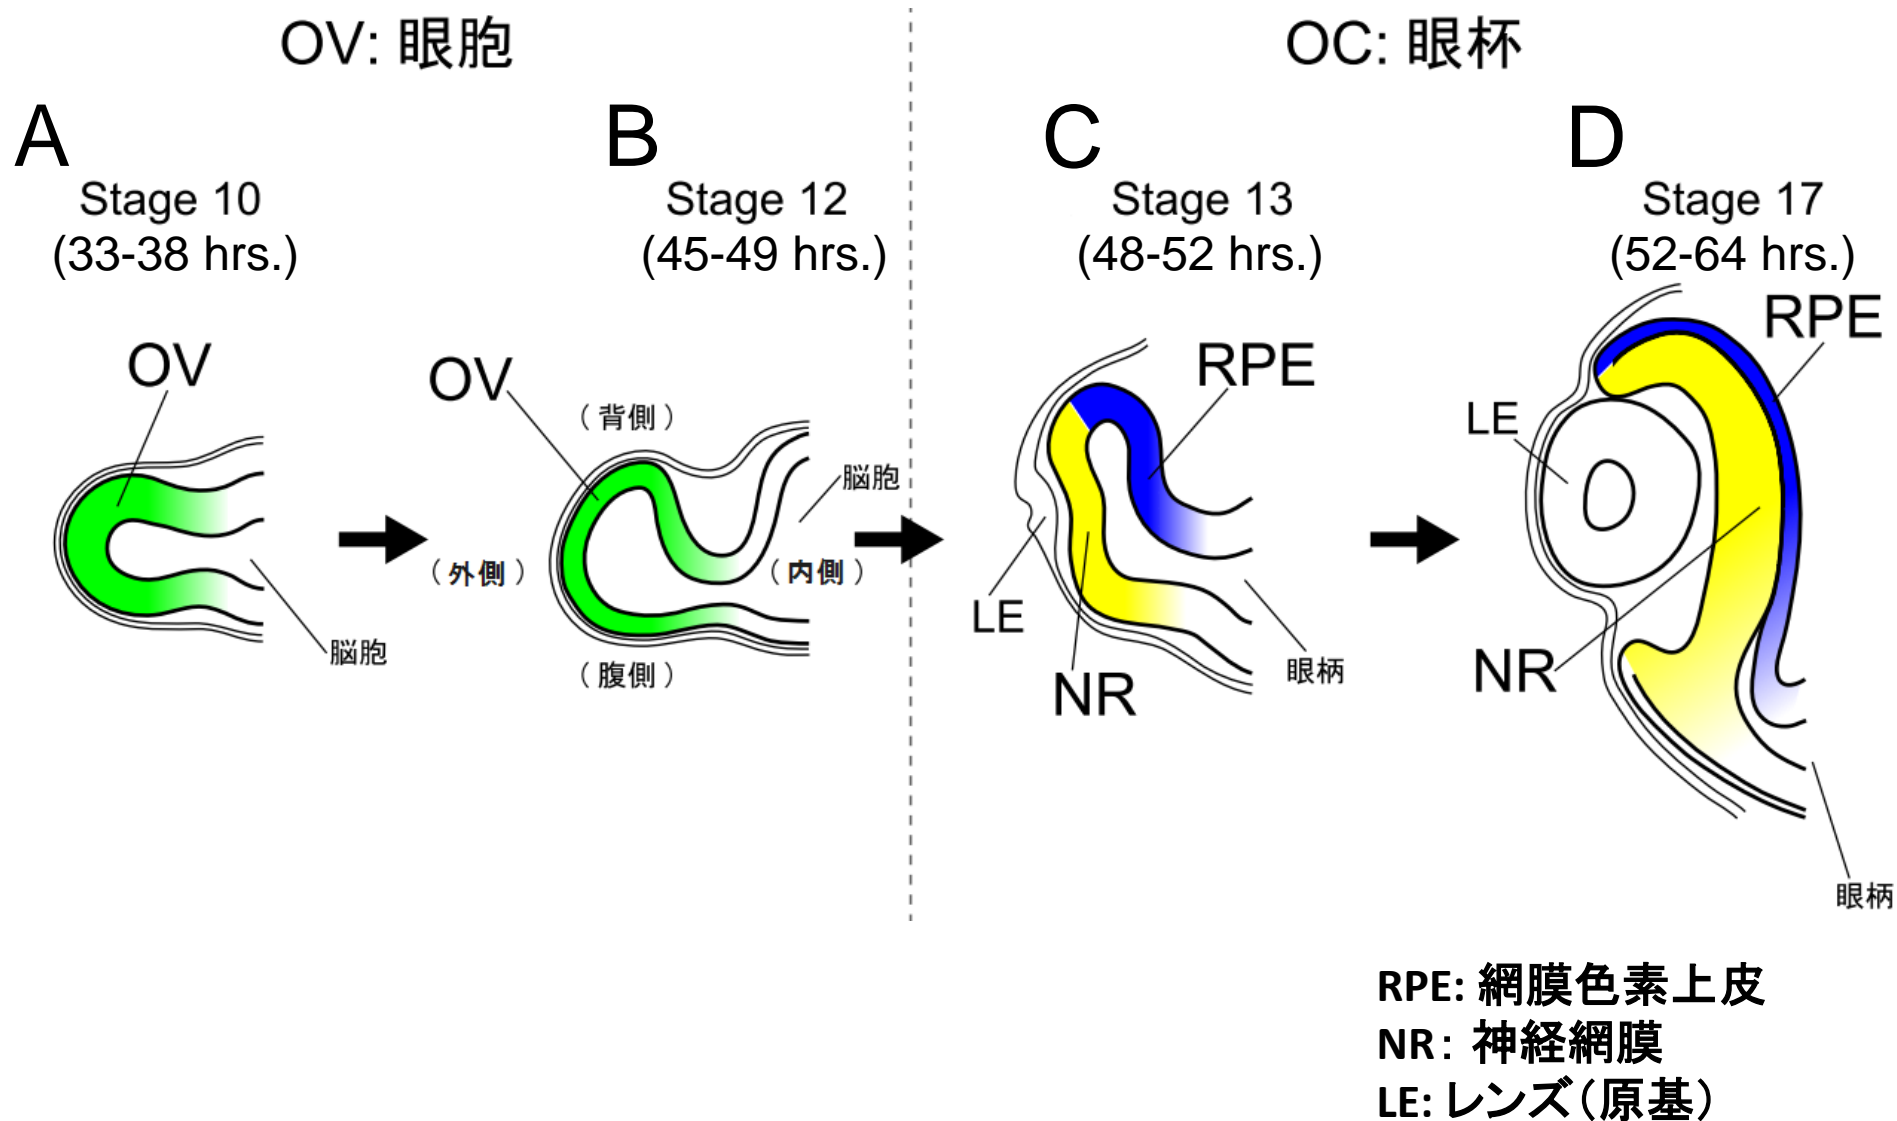 OV: 眼胞
OC: 眼杯
A
Stage 10
(33-38 hrs.)
B
Stage 12
(45-49 hrs.)
C
Stage 13
(48-52 hrs.)
D
Stage 17
(52-64 hrs.)
OV
脳胞
OV
(背側)
脳胞
(外側)
(内側)
(腹側)
RPE
LE
NR
眼柄
RPE
LE
NR
眼柄
RPE: 網膜色素上皮
NR: 神経網膜
LE: レンズ(原基)